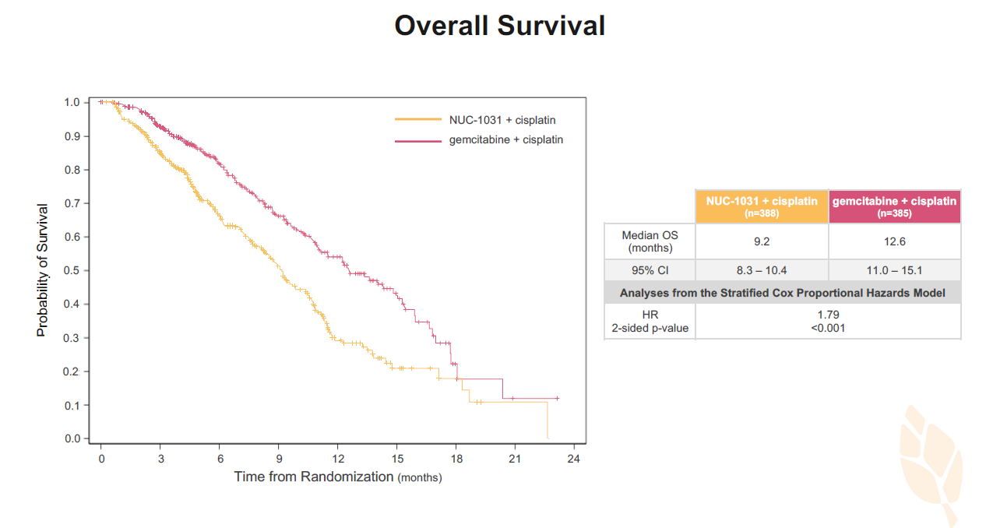 Overall Survival
1.0
0.9
0.8
0.7
0.6
0.5
0.4
0.3
0.2
0.1
0.0
Probability of Survival
NUC-1031 + cisplatin
gemcitabine + cisplatin
0 3 6 9 12 15 18 21 24
Time from Randomization (months)
NUC-1031 + cisplatin gemcitabine + cisplatin
(n=388) (n=385)
Median OS
(months) 9.2 12.6
95% CI 8.3 – 10.4 11.0 – 15.1
Analyses from the Stratified Cox Proportional Hazards Model
HR 1.79
2-sided p-value <0.001